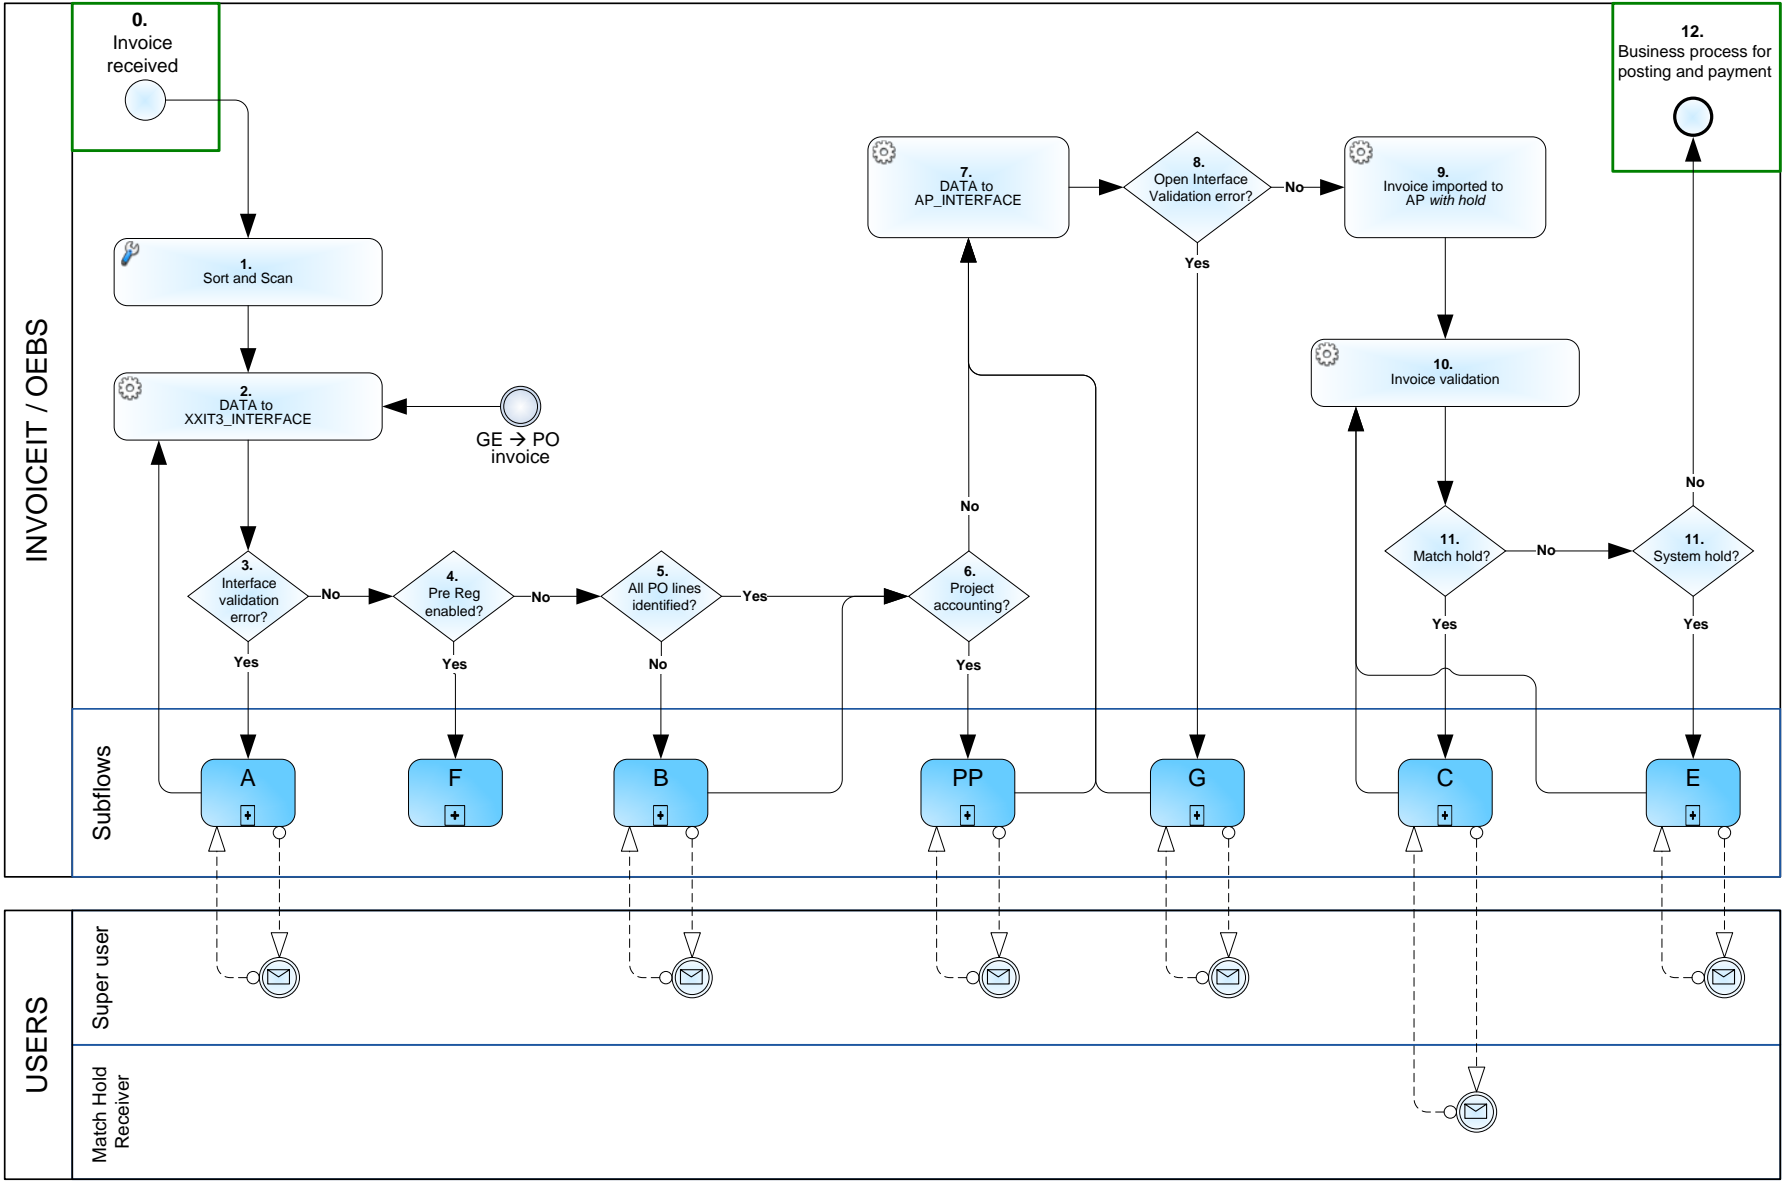 INVOICEIT / OEBS
0.
Invoice
received
1.
Sort and Scan
2.
DATA to
XXIT3_INTERFACE
GE → PO
invoice
3.
Interface
validation
error?
No
Yes
4.
Pre Reg
enabled?
No
Yes
5.
All PO lines
identified?
Yes
No
6.
Project
accounting?
No
Yes
7.
DATA to
AP_INTERFACE
8.
Open Interface
Validation error?
No
Yes
9.
Invoice imported to
AP with hold
10.
Invoice validation
11.
Match hold?
No
Yes
11.
System hold?
No
Yes
12.
Business process for
posting and payment
Subflows
A
F
B
PP
G
C
E
USERS
Super user
Match Hold
Receiver